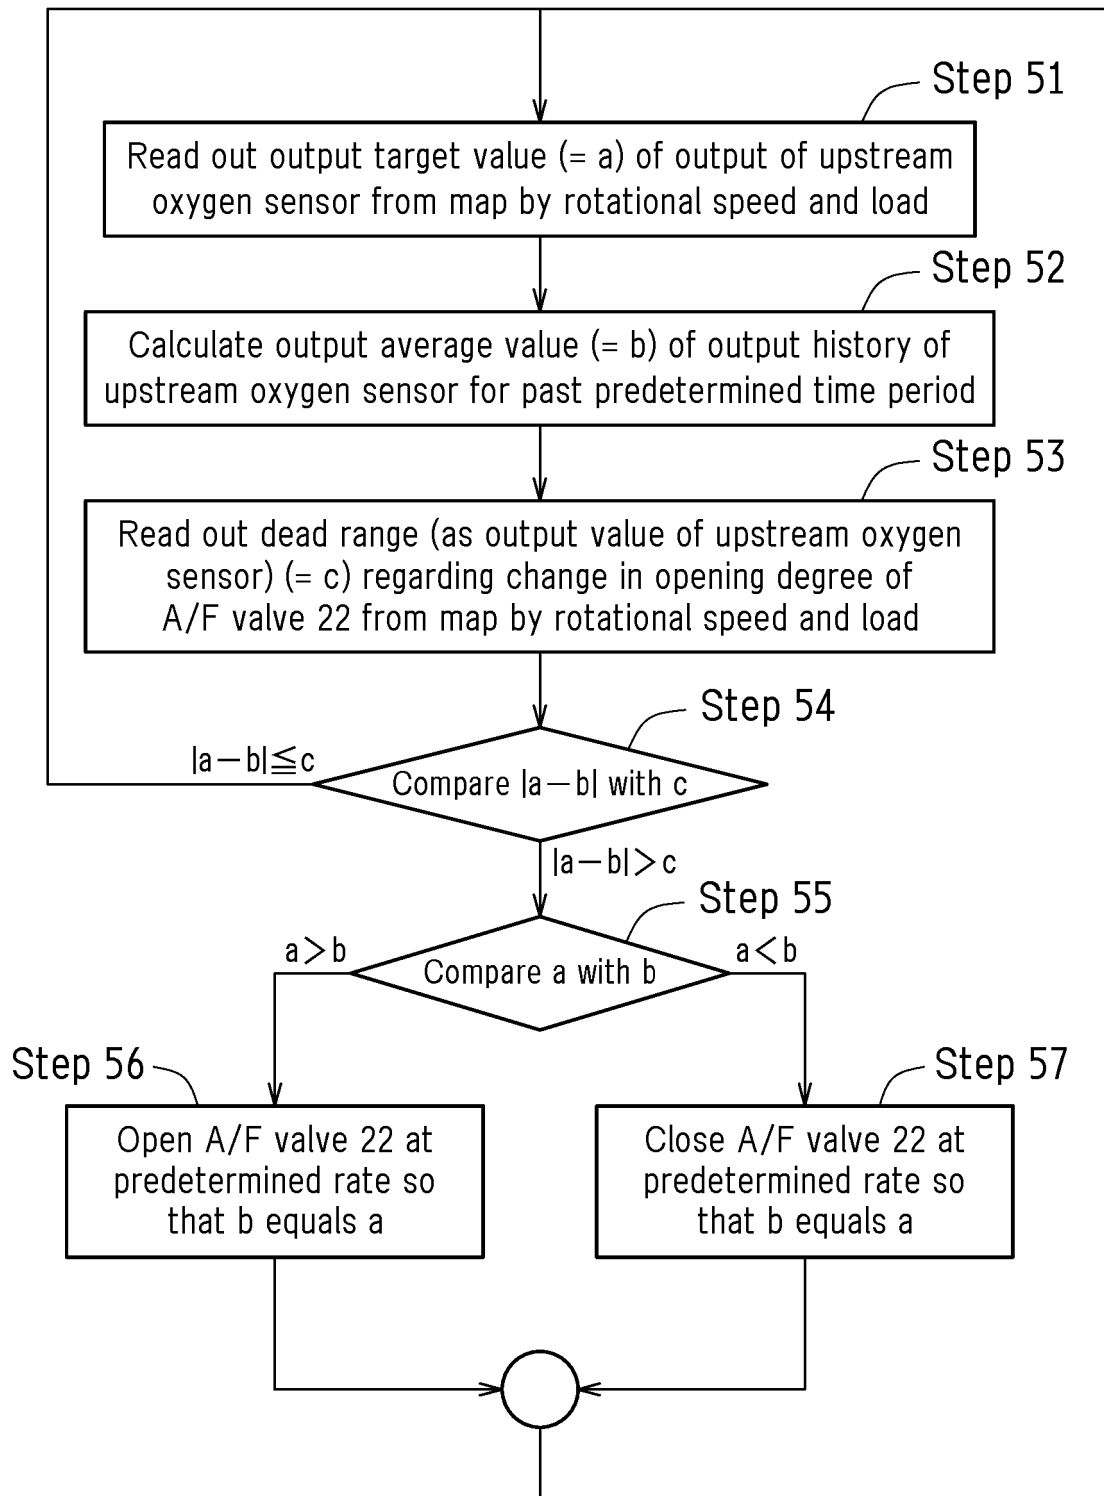 Step 51
Read out output target value (= a) of output of upstream
oxygen sensor from map by rotational speed and load
Step 52
Calculate output average value (= b) of output history of
upstream oxygen sensor for past predetermined time period
Step 53
Read out dead range (as output value of upstream oxygen
sensor) (= c) regarding change in opening degree of
A/F valve 22 from map by rotational speed and load
Step 54
|a−b|≦c
Compare |a−b| with c
|a−b|>c
Step 55
a>b
Compare a with b
a<b
Step 56
Open A/F valve 22 at
predetermined rate so
that b equals a
Step 57
Close A/F valve 22 at
predetermined rate so
that b equals a